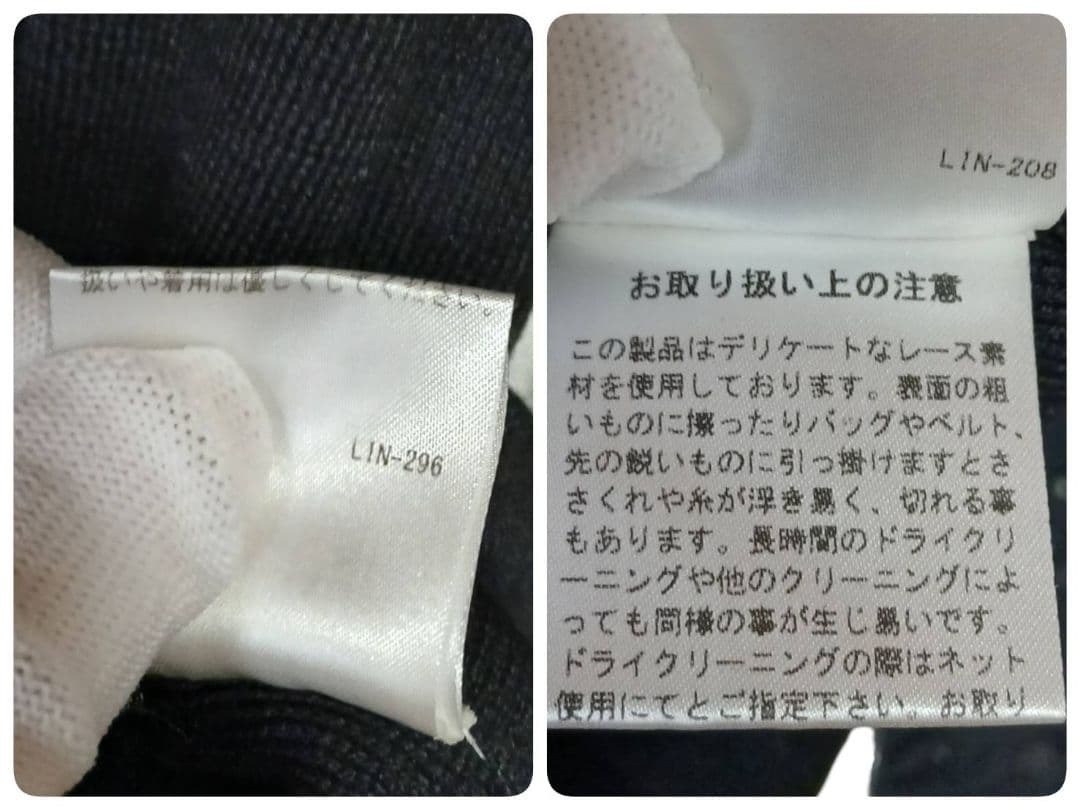 扱いや着用は優しくしてください。
LIN-296
LIN-208
お取り扱い上の注意
この製品はデリケートなレース素
材を使用しております。表面の粗
いものに擦ったりバッグやベルト、
先の鋭いものに引っ掛けますとさ
さくれや糸が浮き易く、切れる事
もあります。長時間のドライクリ
ーニングや他のクリーニングによ
っても同様の事が生じ易いです。
ドライクリーニングの際はネット
使用にてとご指定下さい。お取り